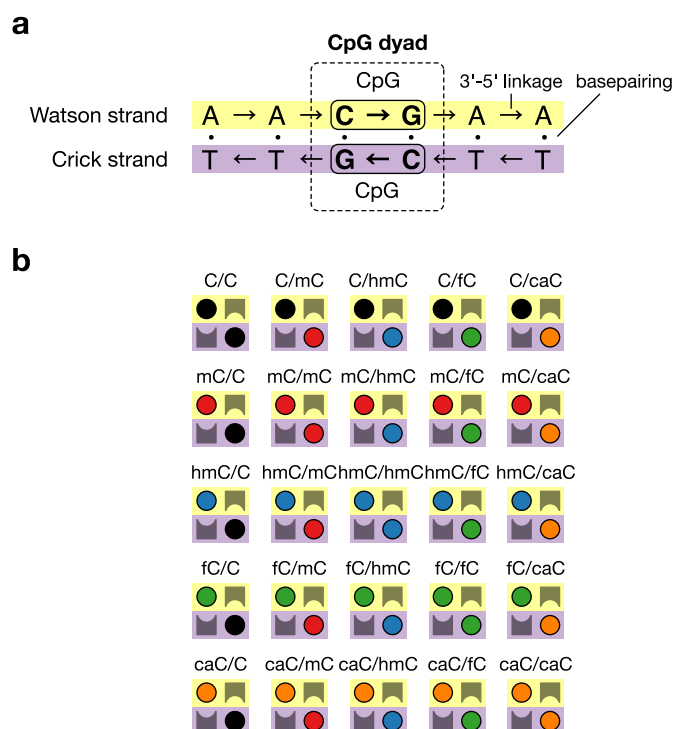 a
CpG dyad
CpG
3'-5' linkage basepairing
Watson strand A → A → C → G → A → A
Crick strand T ← T ← G ← C ← T ← T
CpG
b
C/C C/mC C/hmC C/fC C/caC
mC/C mC/mC mC/hmC mC/fC mC/caC
hmC/C hmC/mC hmC/hmC hmC/fC hmC/caC
fC/C fC/mC fC/hmC fC/fC fC/caC
caC/C caC/mC caC/hmC caC/fC caC/caC